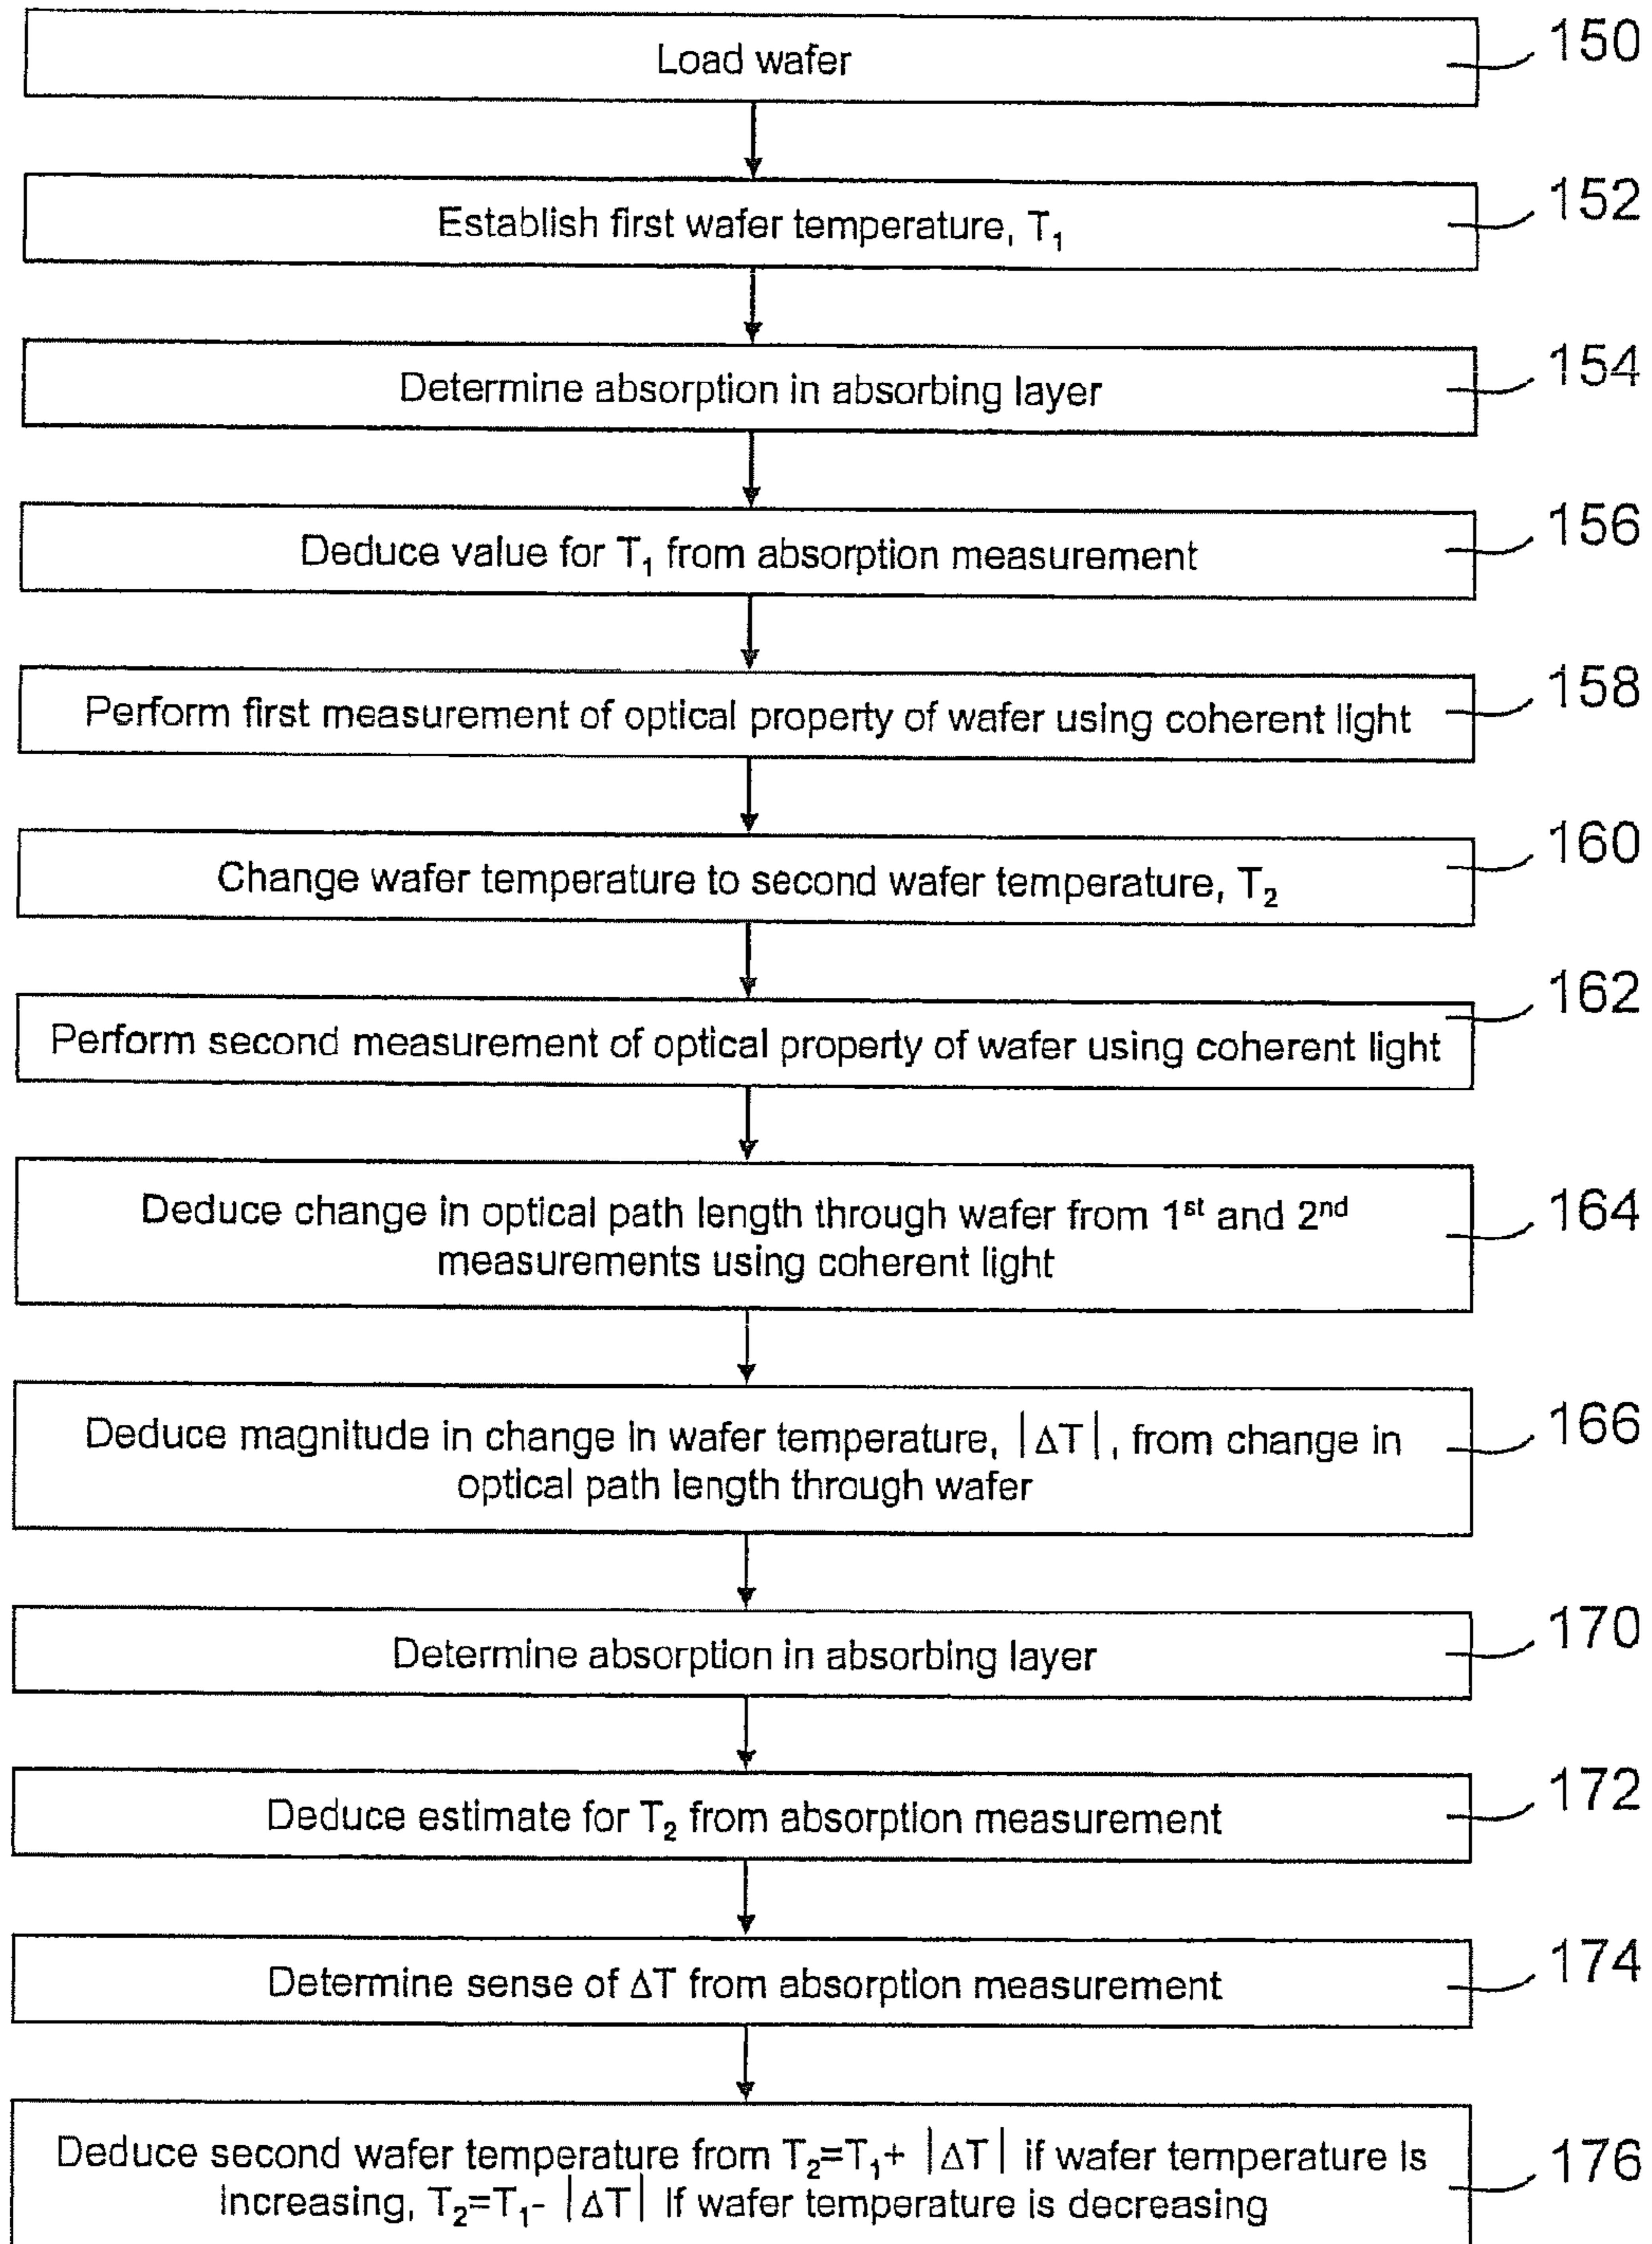 150
Load wafer
152
Establish first wafer temperature, T₁
154
Determine absorption in absorbing layer
156
Deduce value for T₁ from absorption measurement
158
Perform first measurement of optical property of wafer using coherent light
160
Change wafer temperature to second wafer temperature, T₂
162
Perform second measurement of optical property of wafer using coherent light
164
Deduce change in optical path length through wafer from 1ˢᵗ and 2ⁿᵈ
measurements using coherent light
166
Deduce magnitude in change in wafer temperature, |ΔT|, from change in
optical path length through wafer
170
Determine absorption in absorbing layer
172
Deduce estimate for T₂ from absorption measurement
174
Determine sense of ΔT from absorption measurement
176
Deduce second wafer temperature from T₂=T₁+ |ΔT| if wafer temperature is
increasing, T₂=T₁- |ΔT| if wafer temperature is decreasing